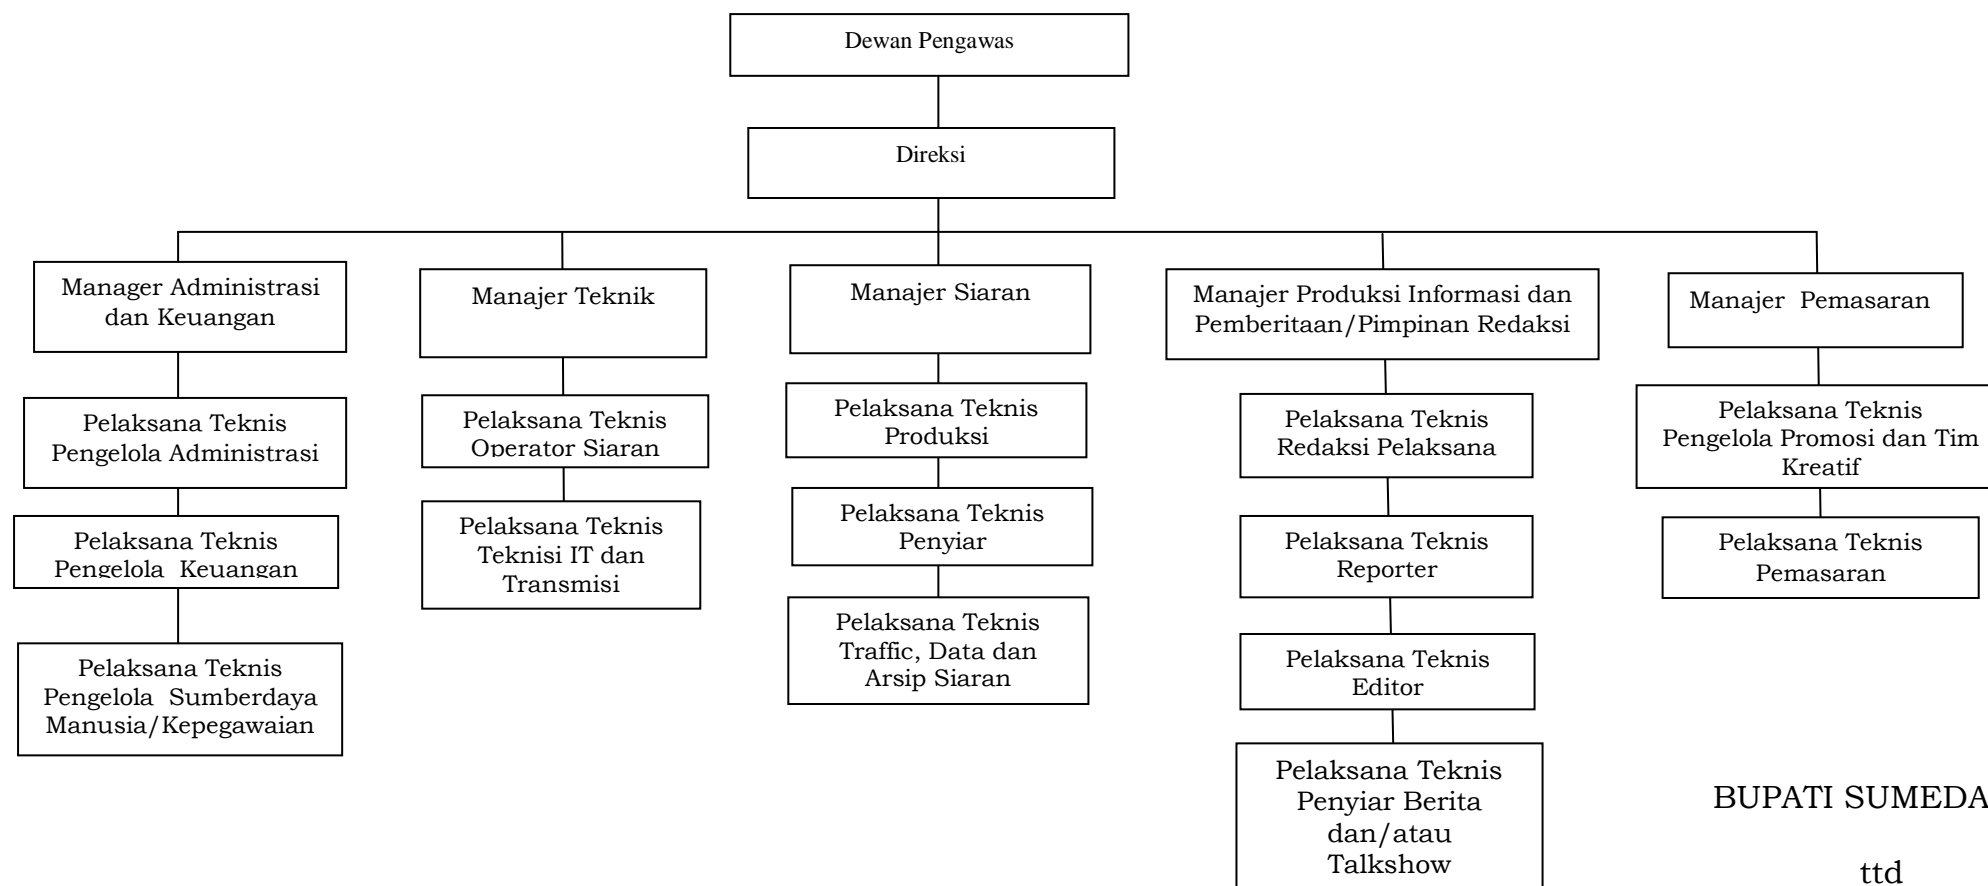 Dewan Pengawas
Direksi
Manager Administrasi
dan Keuangan
Pelaksana Teknis
Pengelola Administrasi
Pelaksana Teknis
Pengelola Keuangan
Pelaksana Teknis
Pengelola Sumberdaya
Manusia/Kepegawaian
Manajer Teknik
Pelaksana Teknis
Operator Siaran
Pelaksana Teknis
Teknisi IT dan
Transmisi
Manajer Siaran
Pelaksana Teknis
Produksi
Pelaksana Teknis
Penyiar
Pelaksana Teknis
Traffic, Data dan
Arsip Siaran
Manajer Produksi Informasi dan
Pemberitaan/Pimpinan Redaksi
Pelaksana Teknis
Redaksi Pelaksana
Pelaksana Teknis
Reporter
Pelaksana Teknis
Editor
Pelaksana Teknis
Penyiar Berita
dan/atau
Talkshow
Manajer Pemasaran
Pelaksana Teknis
Pengelola Promosi dan Tim
Kreatif
Pelaksana Teknis
Pemasaran
BUPATI SUMEDA
ttd